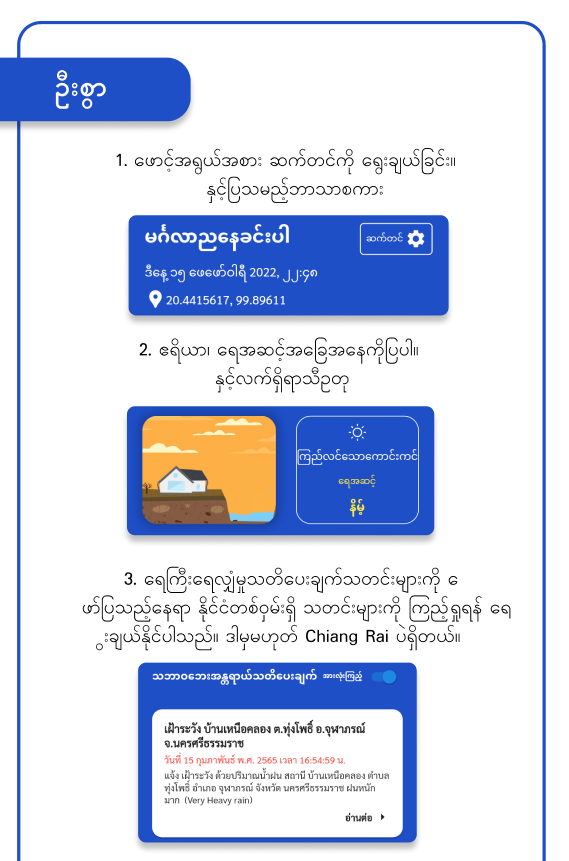 ဦးစွာ
1. ဖောင့်အရွယ်အစား ဆက်တင်ကို ရွေးချယ်ခြင်း။
နှင့်ပြသမည့်ဘာသာစကား
မင်္ဂလာညနေခင်းပါ
ဆက်တင်
ဒီနေ့ ၁၅ ဖေဖော်ဝါရီ 2022, ၂၂:၄၈
20.4415617, 99.89611
2. ဧရိယာ၊ ရေအဆင့်အခြေအနေကိုပြပါ။
နှင့်လက်ရှိရာသီဥတု
ကြည်လင်သောကောင်းကင်
ရေအဆင့်
နိမ့်
3. ရေကြီးရေလျှံမှုသတိပေးချက်သတင်းများကို ေ
ဖာ်ပြသည့်နေရာ နိုင်ငံတစ်ဝှမ်းရှိ သတင်းများကို ကြည့်ရှုရန် ရေ
ွးချယ်နိုင်ပါသည်။ ဒါမှမဟုတ် Chiang Rai ပဲရှိတယ်။
သဘာဝဘေးအန္တရာယ်သတိပေးချက် အားလုံးကြည့်
เฝ้าระวัง บ้านเหนือคลอง ต.ทุ่งโพธิ์ อ.จุฬาภรณ์
จ.นครศรีธรรมราช
วันที่ 15 กุมภาพันธ์ พ.ศ. 2565 เวลา 16:54:59 น.
แจ้ง เฝ้าระวัง ด้วยปริมาณน้ำฝน สถานี บ้านเหนือคลอง ตำบล
ทุ่งโพธิ์ อำเภอ จุฬาภรณ์ จังหวัด นครศรีธรรมราช ฝนหนัก
มาก (Very Heavy rain)
อ่านต่อ